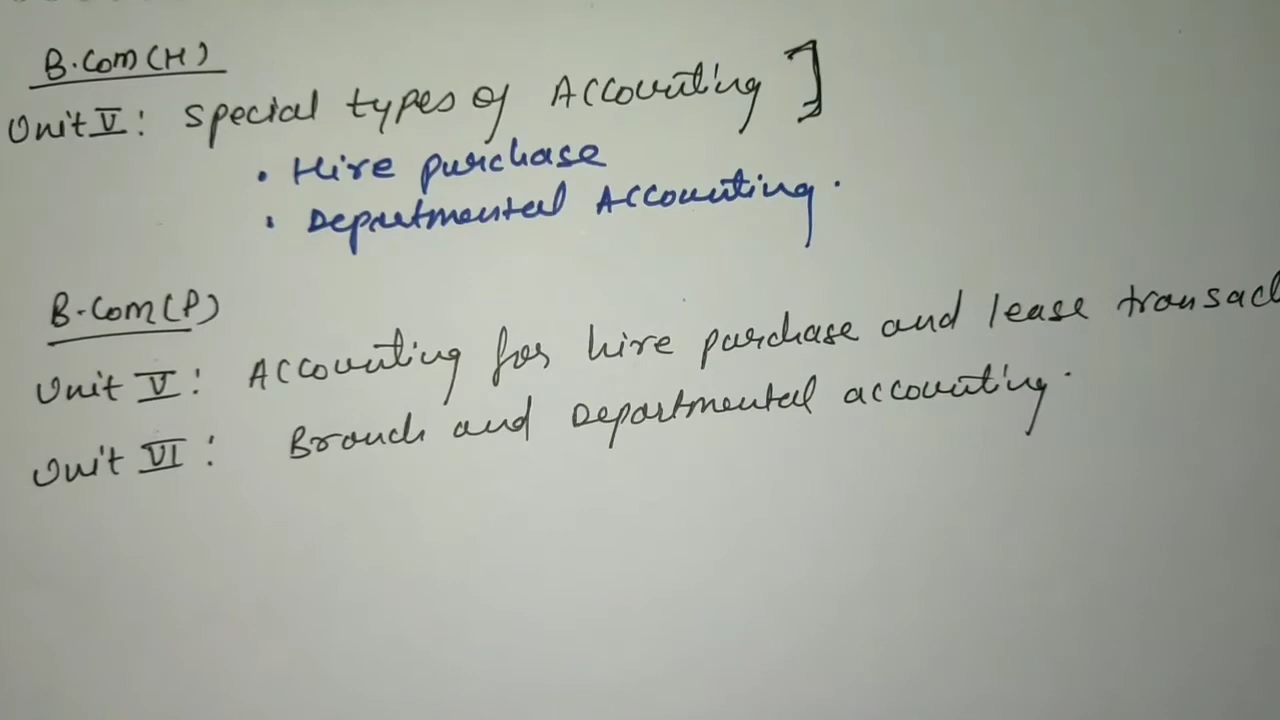 B.Com(H)
Unit V: Special types of Accounting ]
• Hire purchase
• Departmental Accounting.
B.Com(P)
Unit V: Accounting for hire purchase and lease transac
Unit VI: Branch and Departmental accounting.